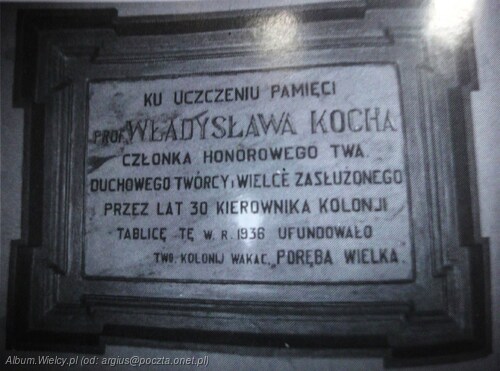 KU UCZCZENIU PAMIĘCI
PROF. WŁADYSŁAWA KOCHA
CZŁONKA HONOROWEGO TWA.
DUCHOWEGO TWÓRCY I WIELCE ZASŁUŻONEGO
PRZEZ LAT 30 KIEROWNIKA KOLONJI
TABLICĘ TĘ W. R. 1936 UFUNDOWAŁO
TWO. KOLONIJ WAKAC. PORĘBA WIELKA.
Album.Wielcy.pl (od: argius@poczta.onet.pl)